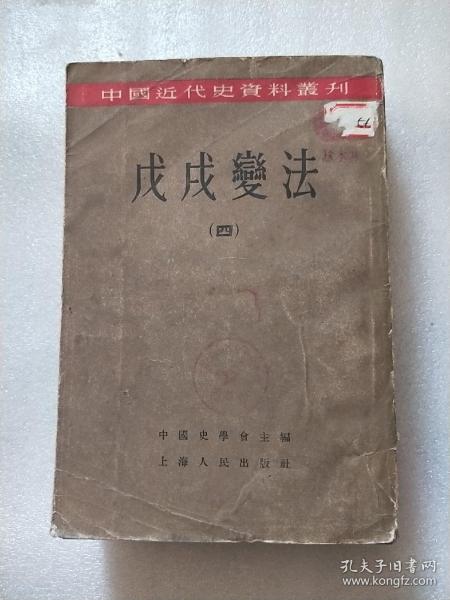 中國近代史資料叢刊
戊戌變法
(四)
中國史學會主編
上海人民出版社
孔夫子旧书网
www.kongfz.com